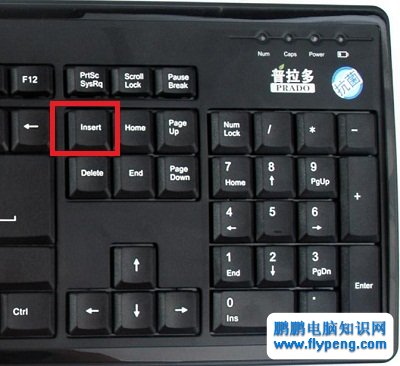 Num Caps Power
F12 PrtSc Scroll Pause
SysRq Lock Break
普拉多
PRADO
抗菌
← Insert Home Page
Up
Num / * -
Lock
Delete End Page
Down
7 8 9 +
Home ↑ PgUp
4 5 6
← →
↑
1 2 3 Enter
End ↓ PgDn
Ctrl ← ↓ →
0 .
Ins
鹏鹏电脑知识网
www.flypeng.com